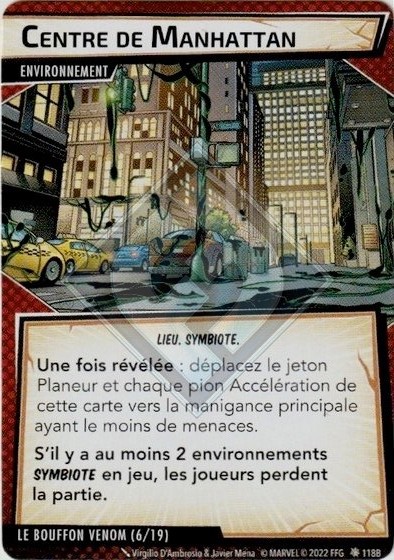 CENTRE DE MANHATTAN
ENVIRONNEMENT
LIEU. SYMBIOTE.
Une fois révélée : déplacez le jeton
Planeur et chaque pion Accélération de
cette carte vers la manigance principale
ayant le moins de menaces.
S'il y a au moins 2 environnements
SYMBIOTE en jeu, les joueurs perdent
la partie.
LE BOUFFON VENOM (6/19)
Virgilio D'Ambrosio & Javier Mena © MARVEL © 2022 FFG 118B